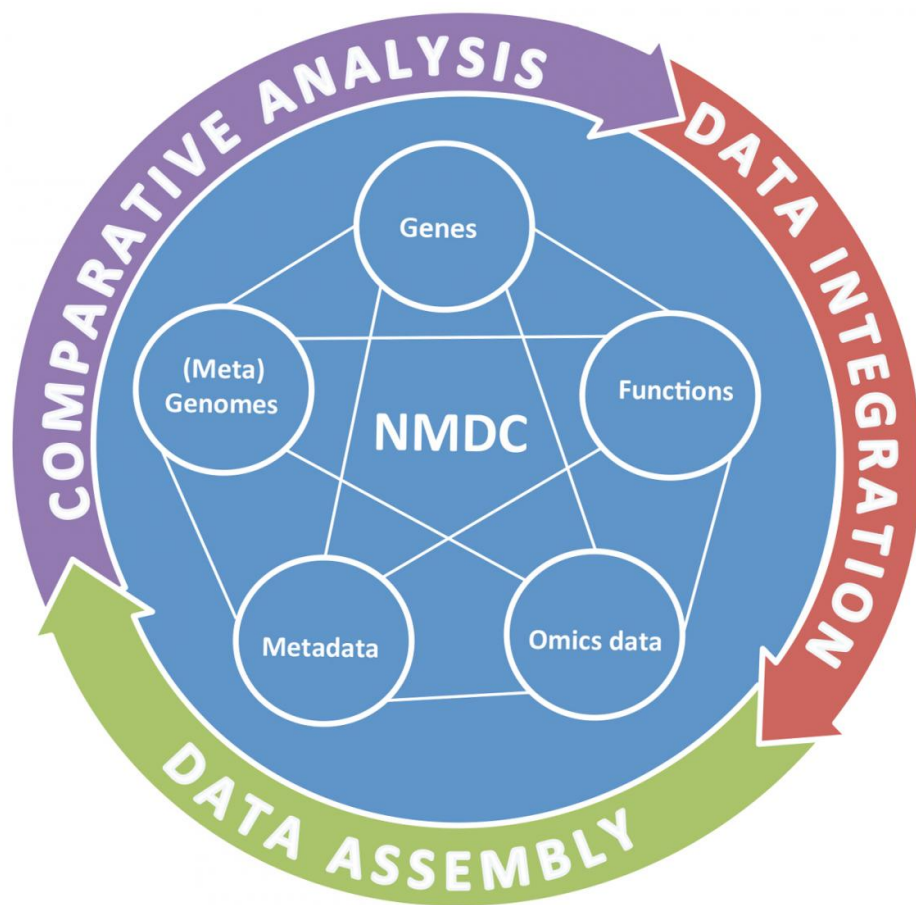 COMPARATIVE ANALYSIS
DATA INTEGRATION
DATA ASSEMBLY
Genes
(Meta)
Genomes
Functions
NMDC
Metadata
Omics data